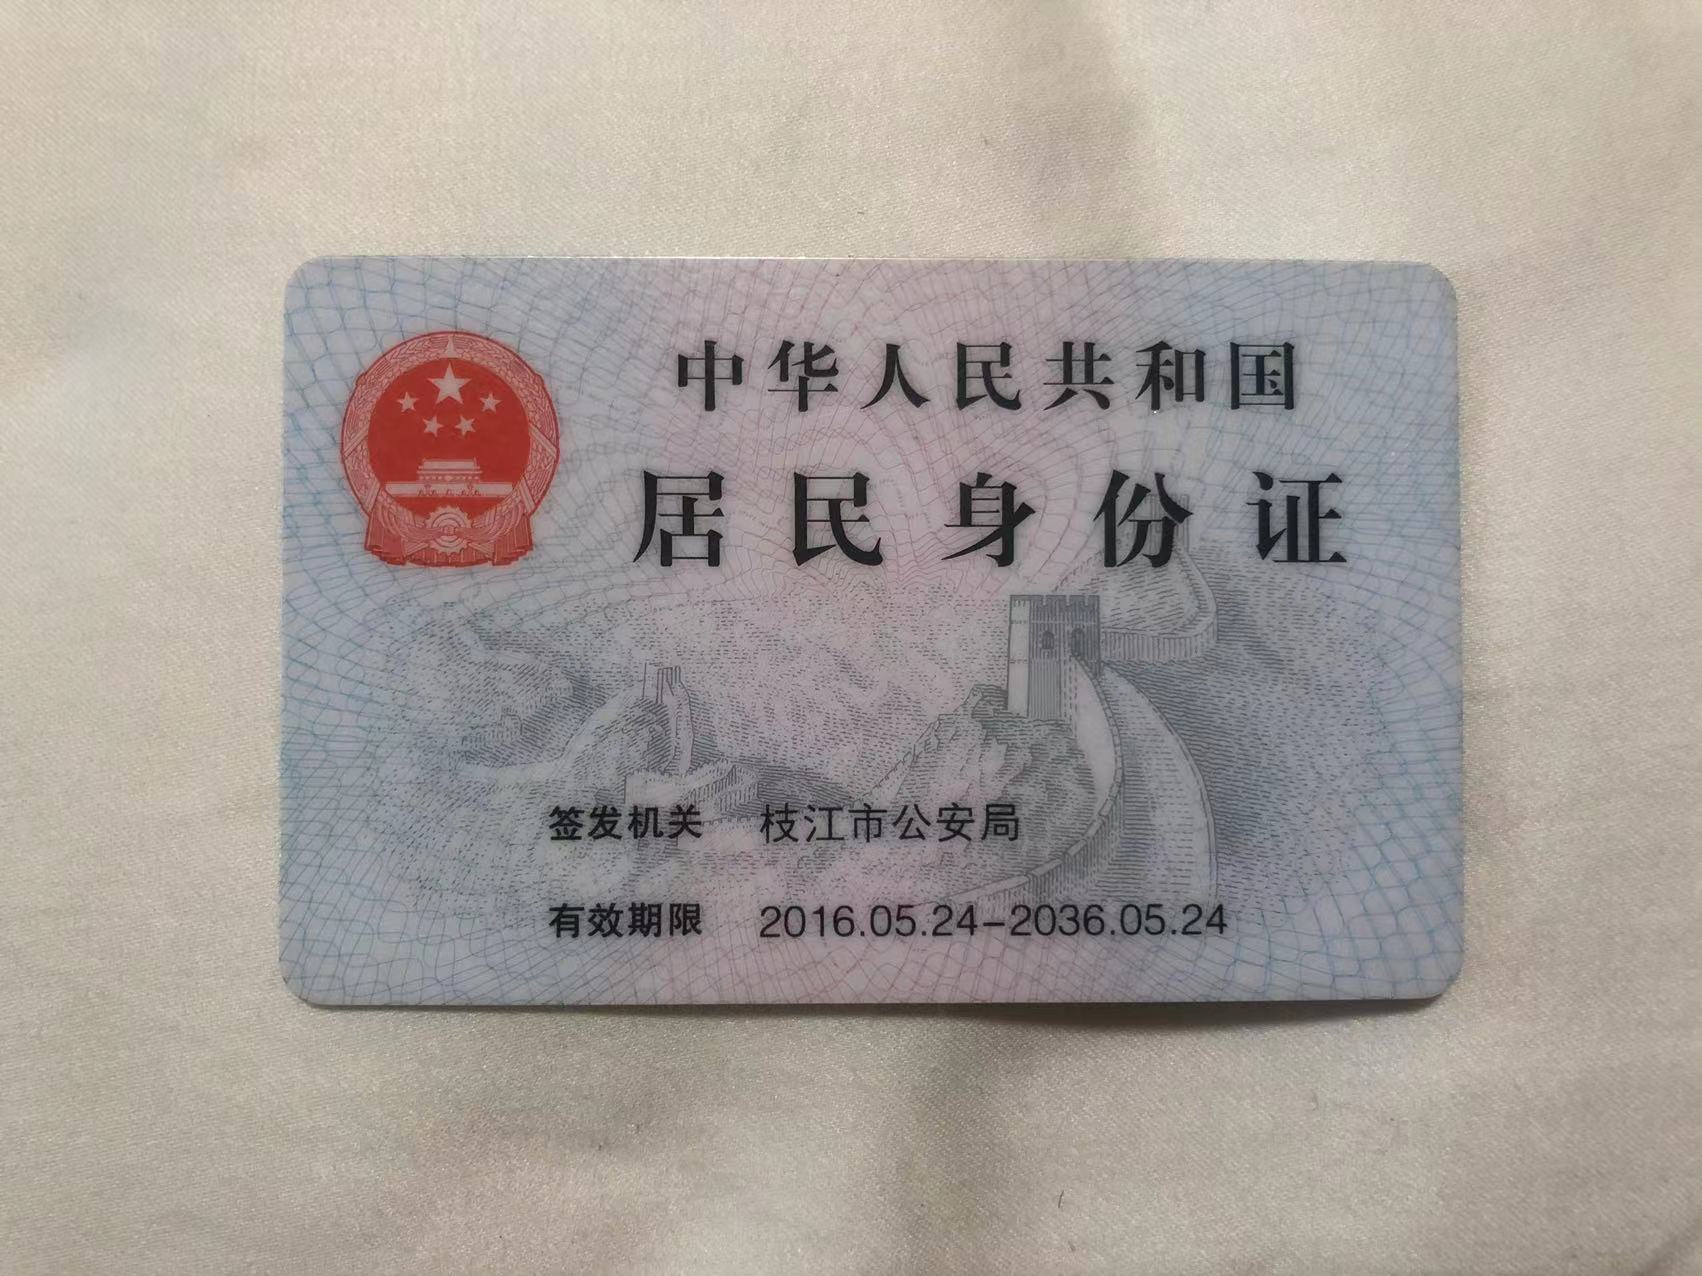 中华人民共和国
居民身份证
签发机关 枝江市公安局
有效期限 2016.05.24-2036.05.24